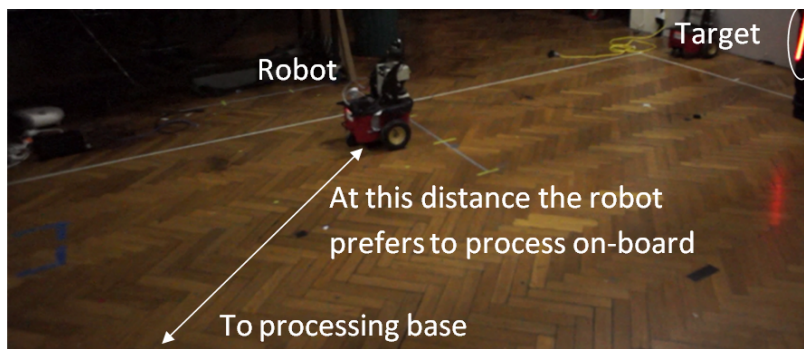 Target
Robot
At this distance the robot
prefers to process on-board
To processing base